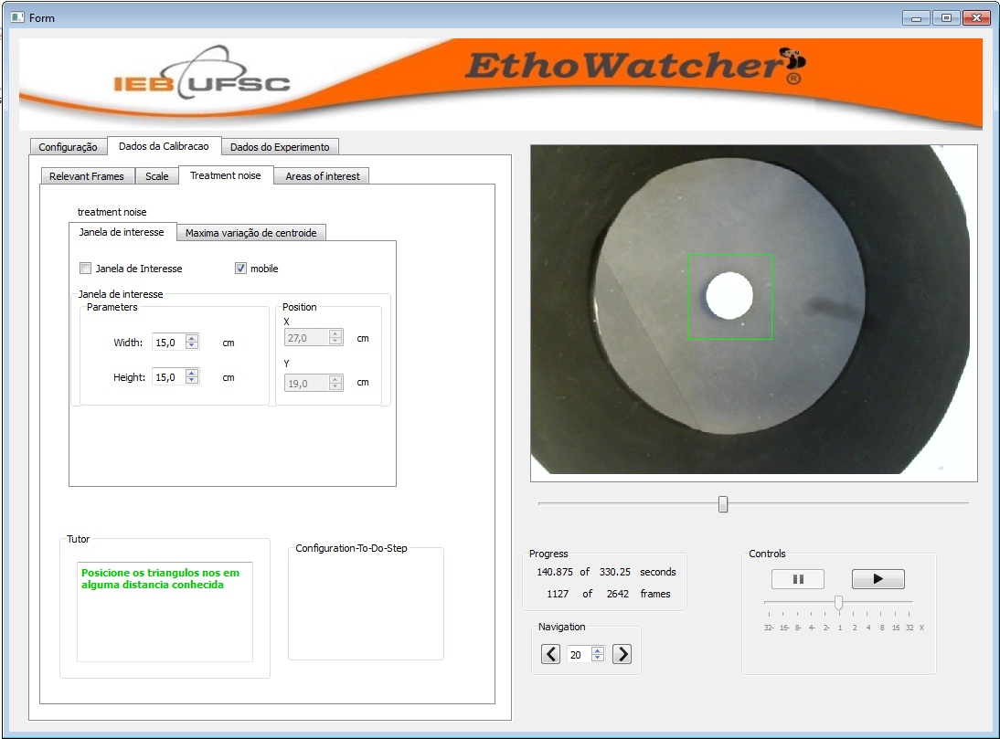 Form
IEB UFSC
EthoWatcher®
Configuração
Dados da Calibracao
Dados do Experimento
Relevant Frames
Scale
Treatment noise
Areas of interest
treatment noise
Janela de interesse
Maxima variação de centroide
Janela de Interesse
mobile
Janela de interesse
Parameters
Width: 15,0 cm
Height: 15,0 cm
Position
X
27,0 cm
Y
19,0 cm
Tutor
Posicione os triangulos nos em
alguma distancia conhecida
Configuration-To-Do-Step
Progress
140.875 of 330.25 seconds
1127 of 2642 frames
Navigation
20
Controls
32- 16- 8- 4- 2- 1 2 4 8 16 32 X